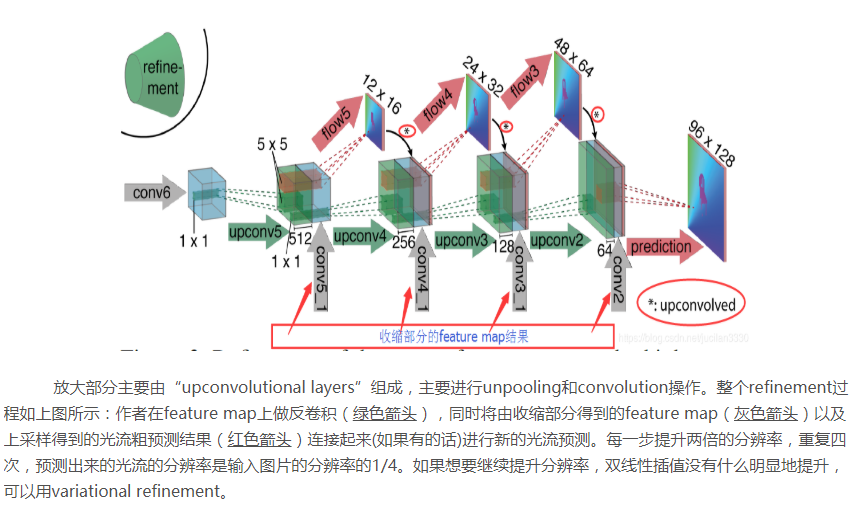 refine-
ment
48 x 64
24 x 32
12 x 16
flow5
flow4
flow3
*
*
*
96 x 128
5 x 5
conv6
1 x 1
upconv5
512
1 x 1
upconv4
256
upconv3
128
upconv2
64
prediction
conv5_1
conv4_1
conv3_1
conv2
*: upconvolved
收缩部分的feature map结果
放大部分主要由“upconvolutional layers”组成，主要进行unpooling和convolution操作。整个refinement过
程如上图所示：作者在feature map上做反卷积（绿色箭头），同时将由收缩部分得到的feature map（灰色箭头）以及
上采样得到的光流粗预测结果（红色箭头）连接起来(如果有的话)进行新的光流预测。每一步提升两倍的分辨率，重复四
次，预测出来的光流的分辨率是输入图片的分辨率的1/4。如果想要继续提升分辨率，双线性插值没有什么明显地提升，
可以用variational refinement。